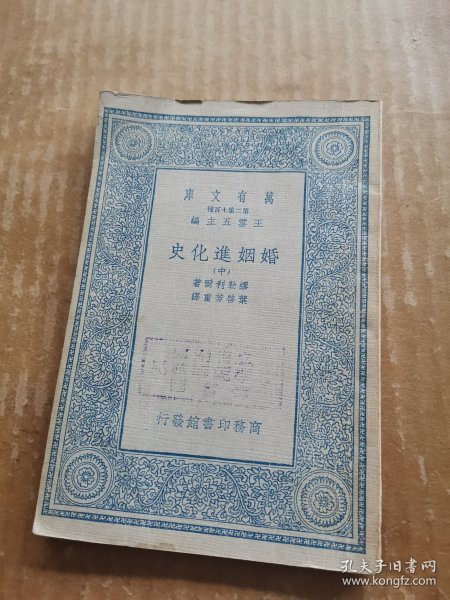 庫文有萬
種百七集二第
編主五雲王
史化進姻婚
(中)
著爾利勒繆
譯重芳啓葉
行發館書印務商
孔夫子旧书网
www.kongfz.com